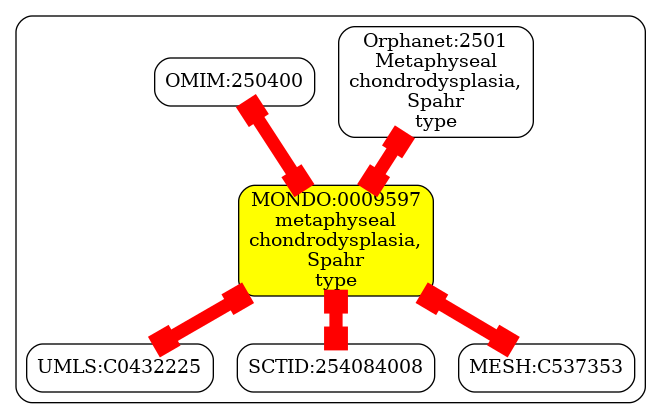 OMIM:250400
Orphanet:2501
Metaphyseal
chondrodysplasia,
Spahr
type
MONDO:0009597
metaphyseal
chondrodysplasia,
Spahr
type
UMLS:C0432225
SCTID:254084008
MESH:C537353